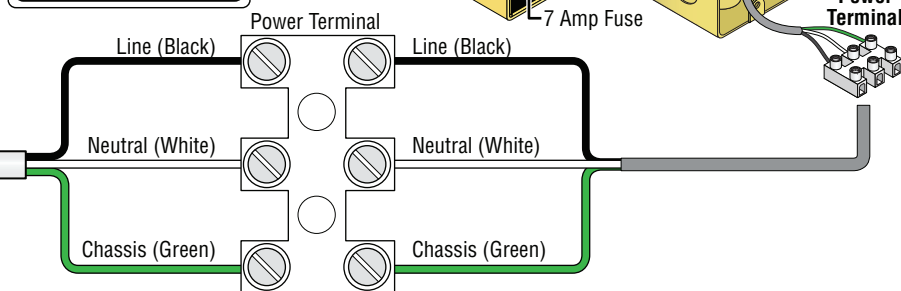 Power Terminal
7 Amp Fuse
Power
Terminal
Line (Black)
Line (Black)
Neutral (White)
Neutral (White)
Chassis (Green)
Chassis (Green)